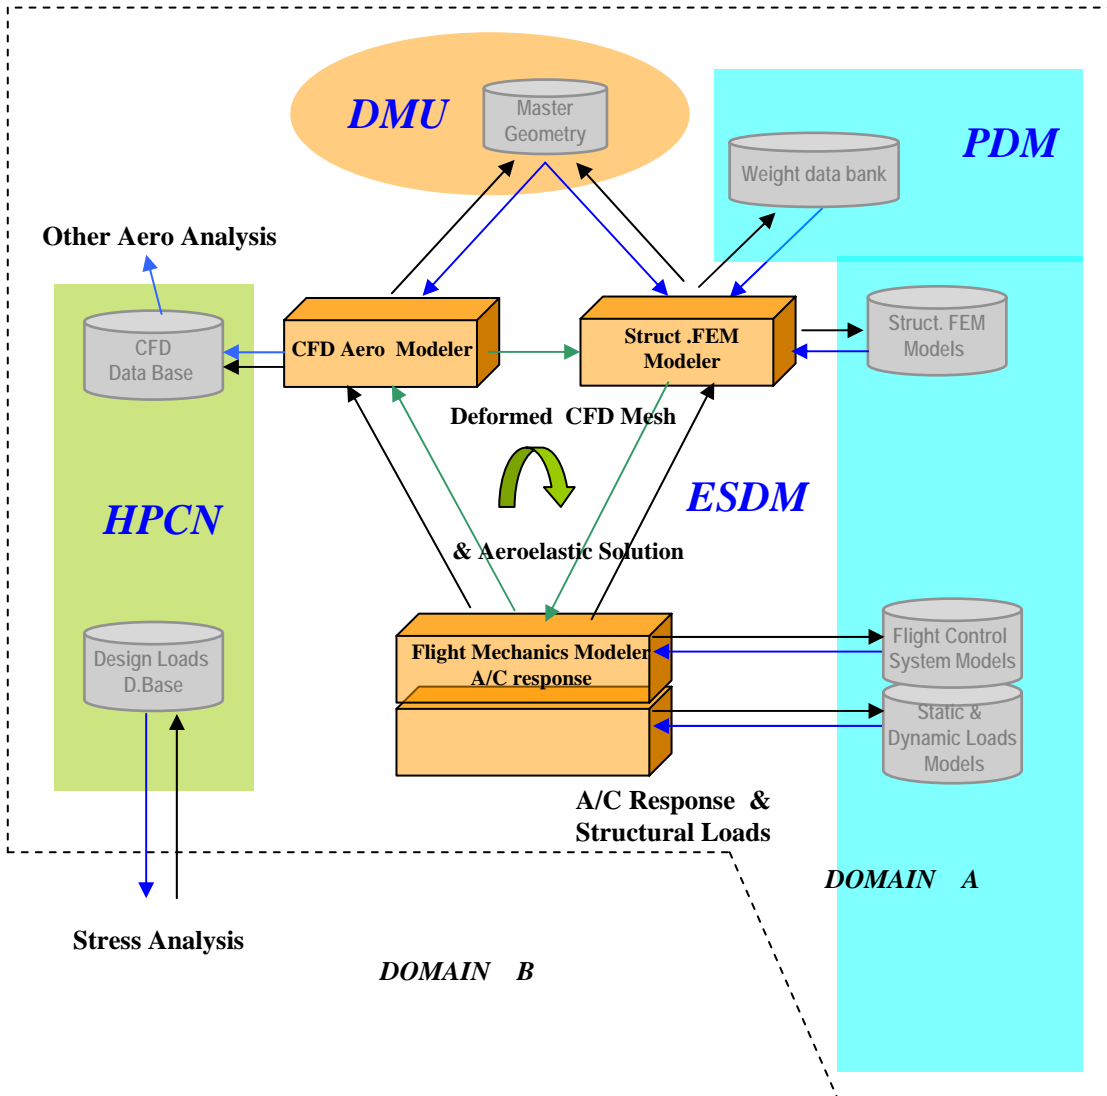 DMU
Master
Geometry
PDM
Weight data bank
Other Aero Analysis
CFD
Data Base
CFD Aero Modeler
Struct .FEM
Modeler
Struct. FEM
Models
Deformed CFD Mesh
HPCN
ESDM
& Aeroelastic Solution
Design Loads
D.Base
Flight Mechanics Modeler
A/C response
Flight Control
System Models
Static &
Dynamic Loads
Models
A/C Response &
Structural Loads
DOMAIN A
Stress Analysis
DOMAIN B